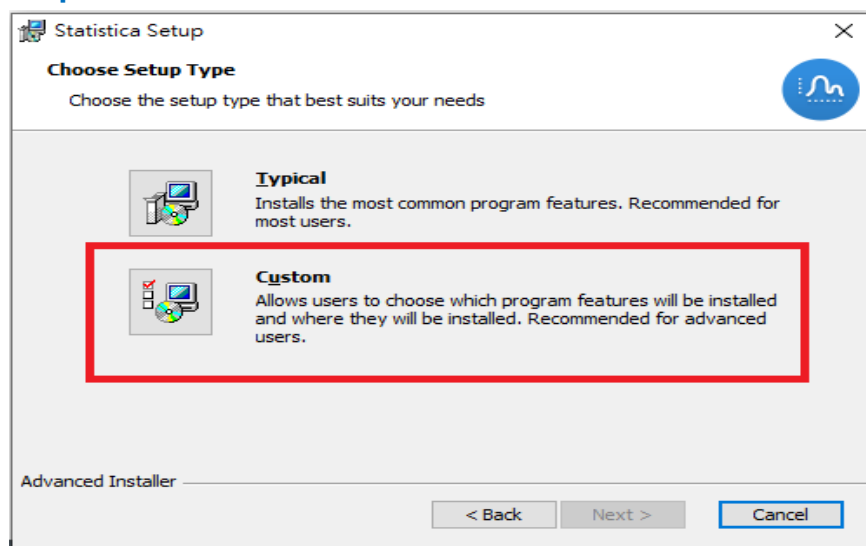 Statistica Setup
Choose Setup Type
Choose the setup type that best suits your needs
Typical
Installs the most common program features. Recommended for
most users.
Custom
Allows users to choose which program features will be installed
and where they will be installed. Recommended for advanced
users.
Advanced Installer
< Back
Next >
Cancel